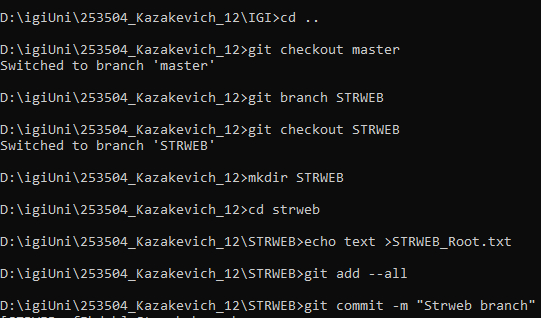 D:\igiUni\253504_Kazakevich_12\IGI>cd ..
D:\igiUni\253504_Kazakevich_12>git checkout master
Switched to branch 'master'
D:\igiUni\253504_Kazakevich_12>git branch STRWEB
D:\igiUni\253504_Kazakevich_12>git checkout STRWEB
Switched to branch 'STRWEB'
D:\igiUni\253504_Kazakevich_12>mkdir STRWEB
D:\igiUni\253504_Kazakevich_12>cd strweb
D:\igiUni\253504_Kazakevich_12\STRWEB>echo text >STRWEB_Root.txt
D:\igiUni\253504_Kazakevich_12\STRWEB>git add --all
D:\igiUni\253504_Kazakevich_12\STRWEB>git commit -m "Strweb branch"